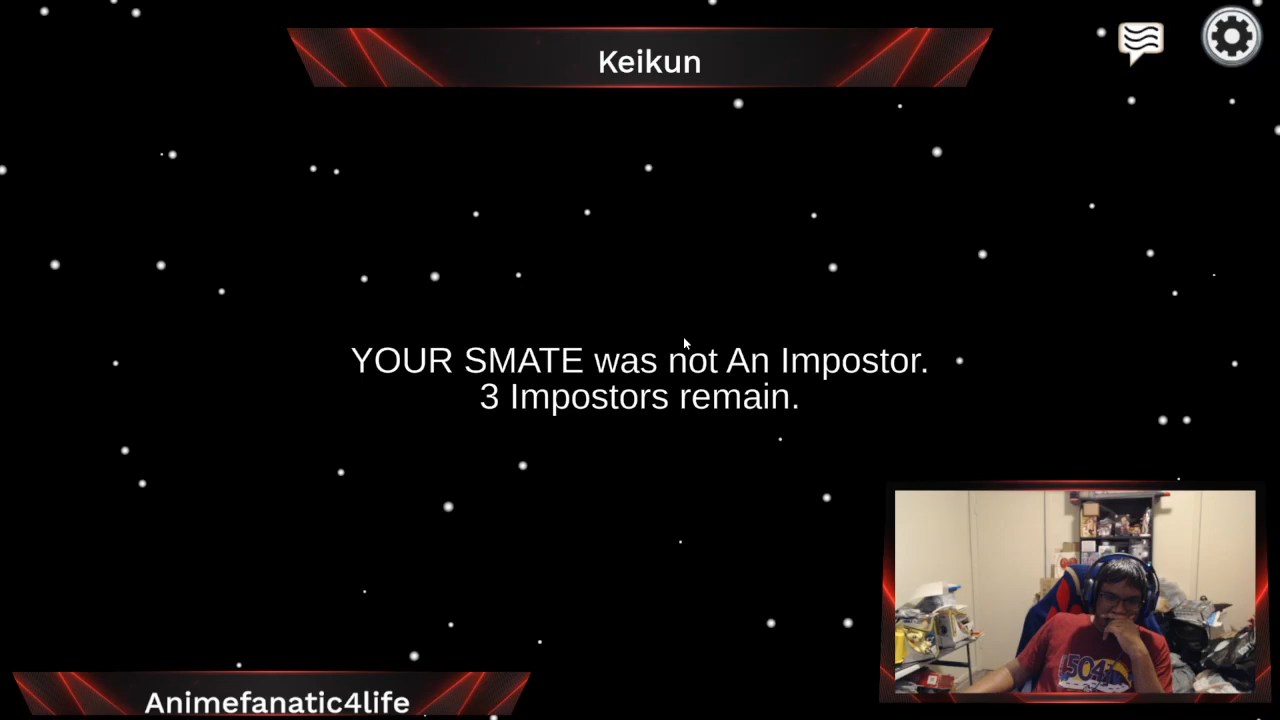 Keikun
YOUR SMATE was not An Impostor.
3 Impostors remain.
Animefanatic4life